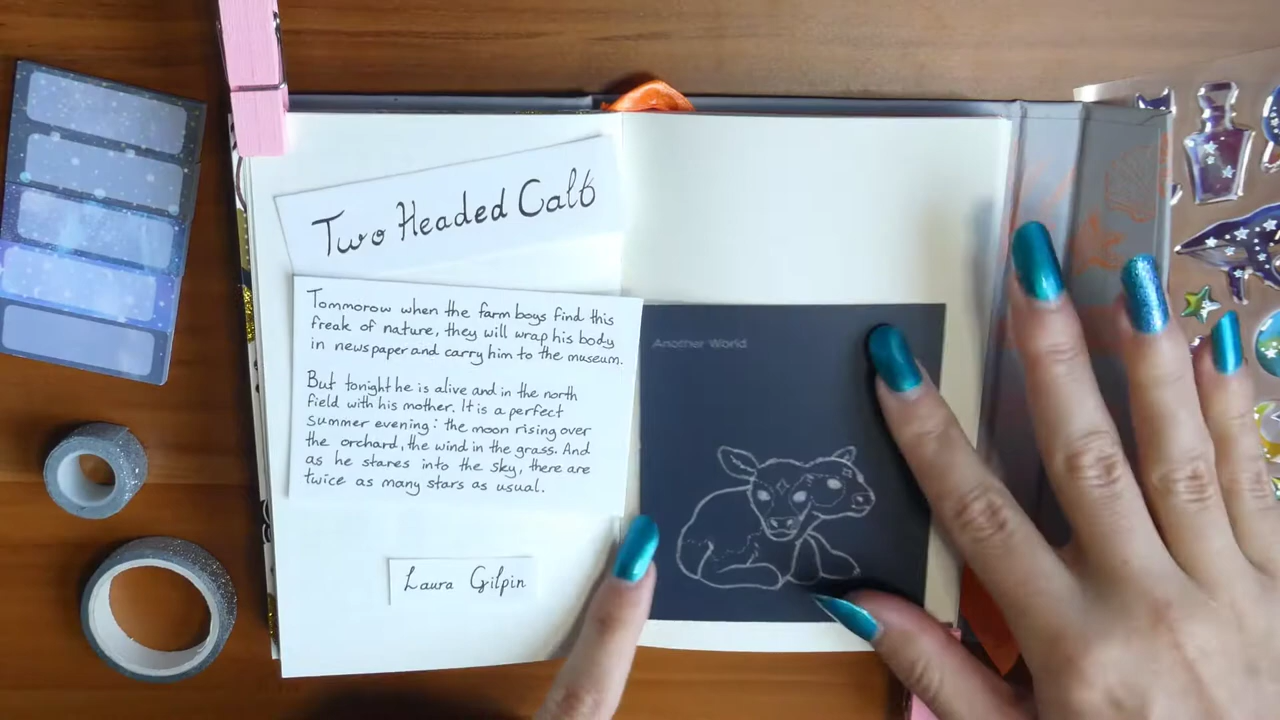 Two Headed Calf
Tommorow when the farm boys find this
freak of nature, they will wrap his body
in newspaper and carry him to the museum.
But tonight he is alive and in the north
field with his mother. It is a perfect
summer evening: the moon rising over
the orchard, the wind in the grass. And
as he stares into the sky, there are
twice as many stars as usual.
Laura Gilpin
Another World